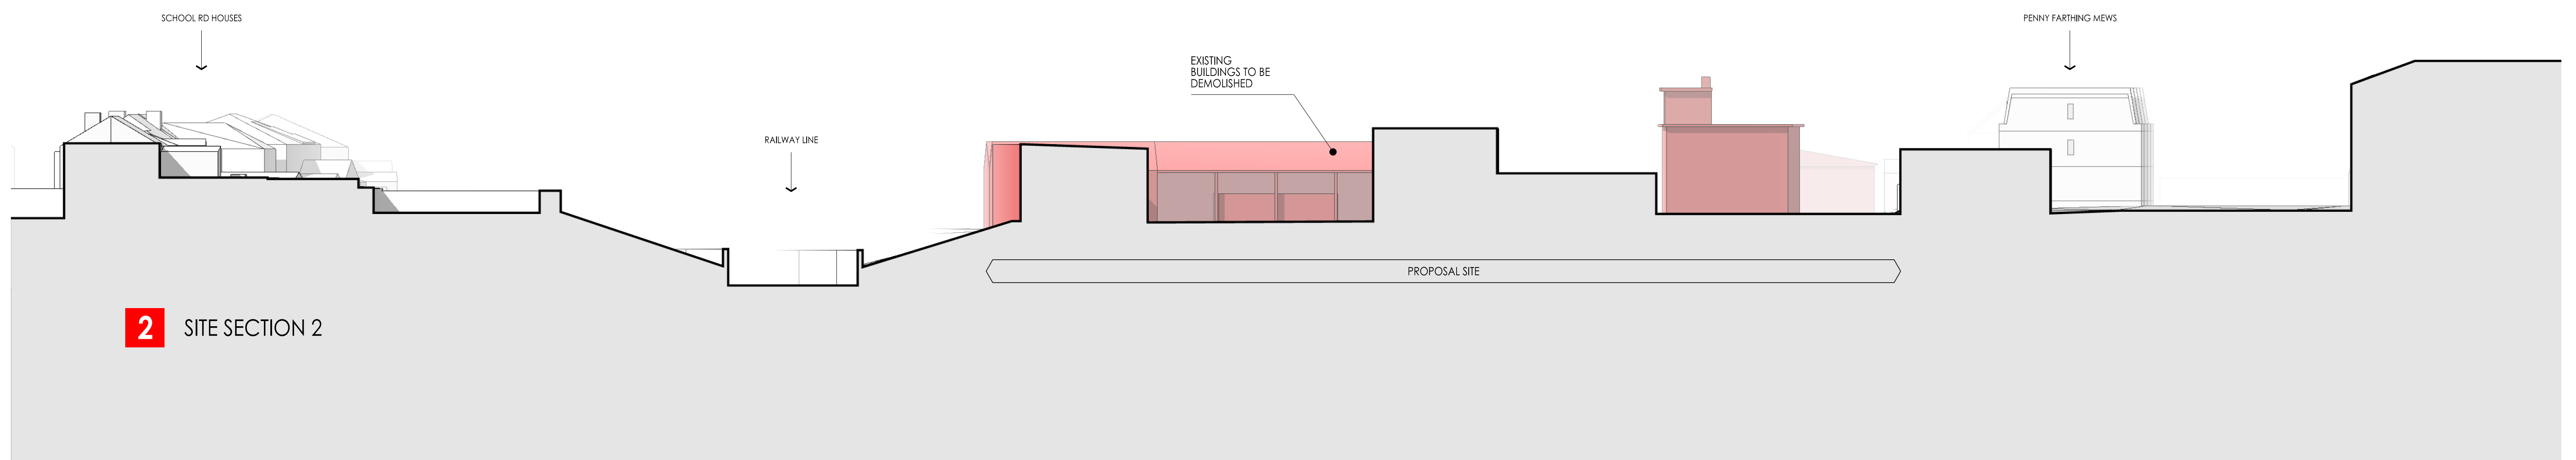 SCHOOL RD HOUSES
PENNY FARTHING MEWS
EXISTING
BUILDINGS TO BE
DEMOLISHED
RAILWAY LINE
PROPOSAL SITE
2 SITE SECTION 2